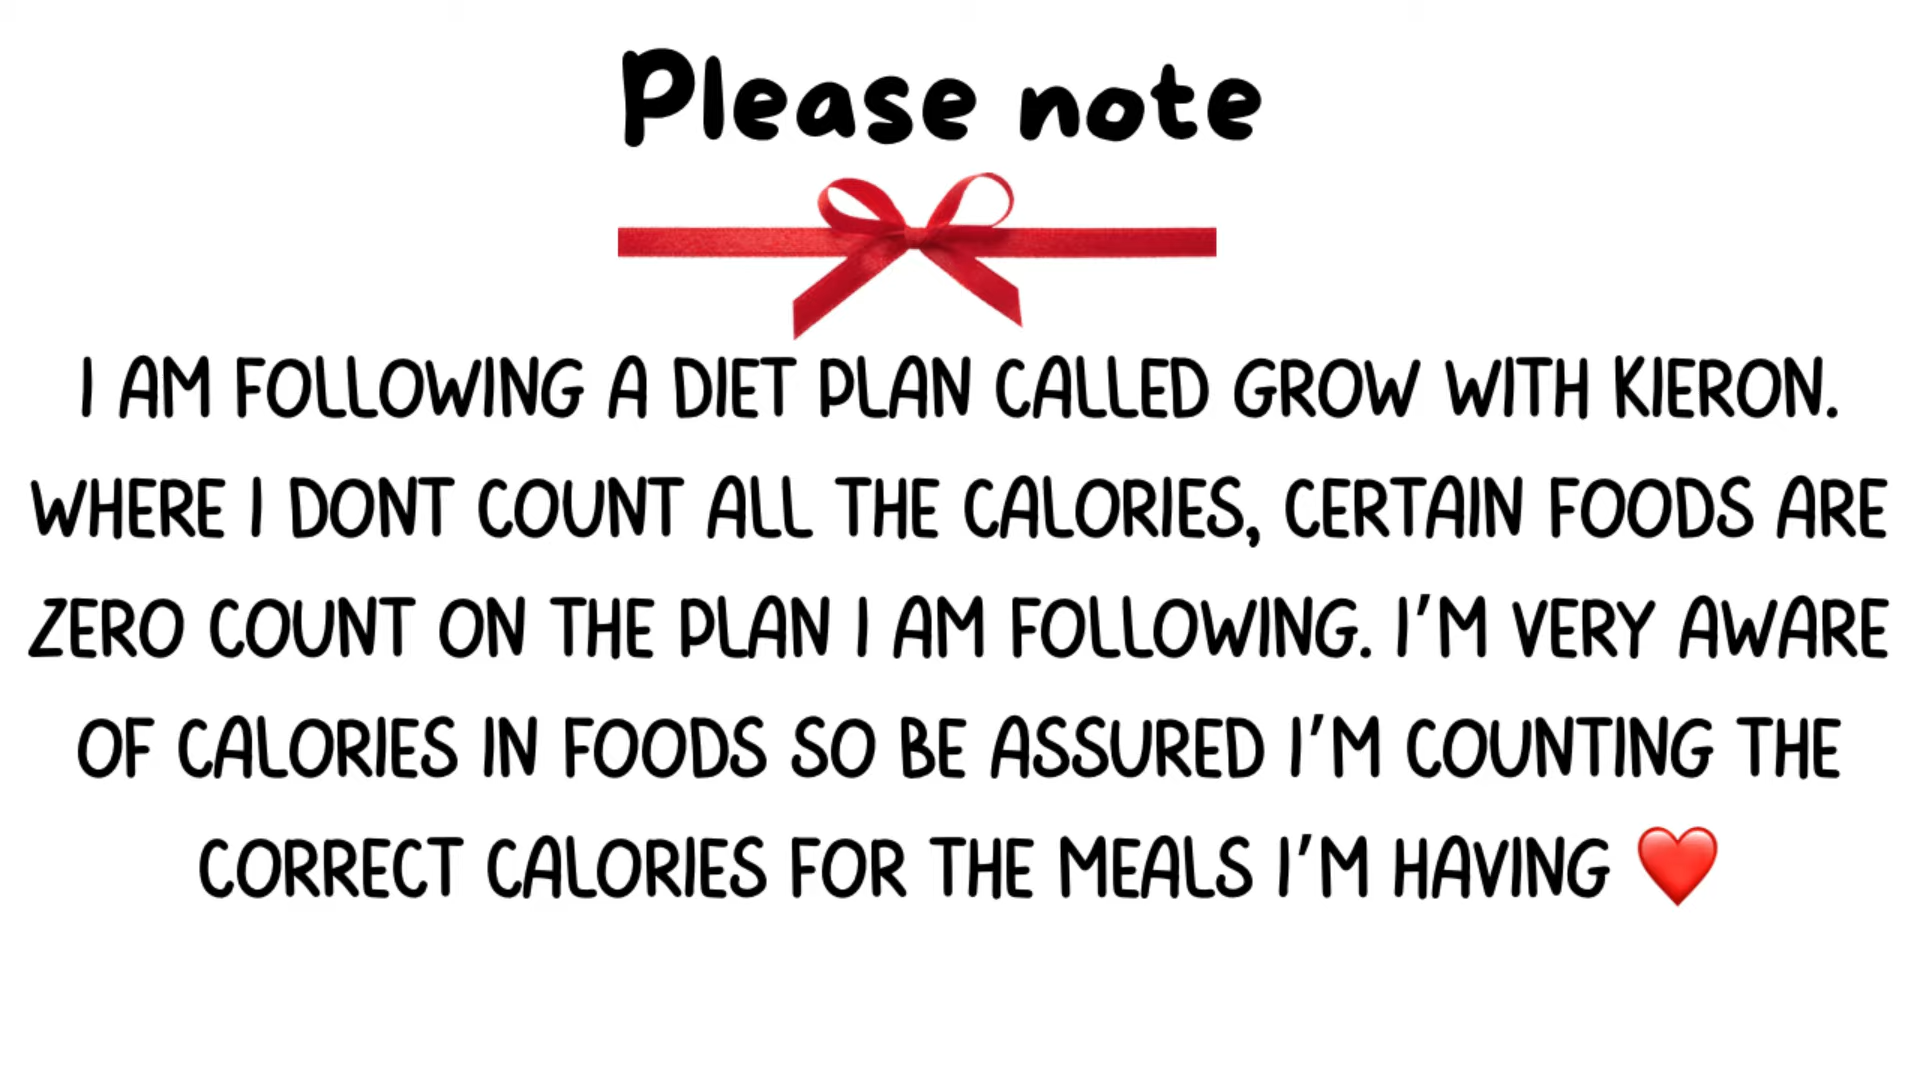 Please note
I AM FOLLOWING A DIET PLAN CALLED GROW WITH KIERON.
WHERE I DONT COUNT ALL THE CALORIES, CERTAIN FOODS ARE
ZERO COUNT ON THE PLAN I AM FOLLOWING. I'M VERY AWARE
OF CALORIES IN FOODS SO BE ASSURED I'M COUNTING THE
CORRECT CALORIES FOR THE MEALS I'M HAVING ❤️